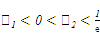 □₁ < 0 < □₂ < 1/e